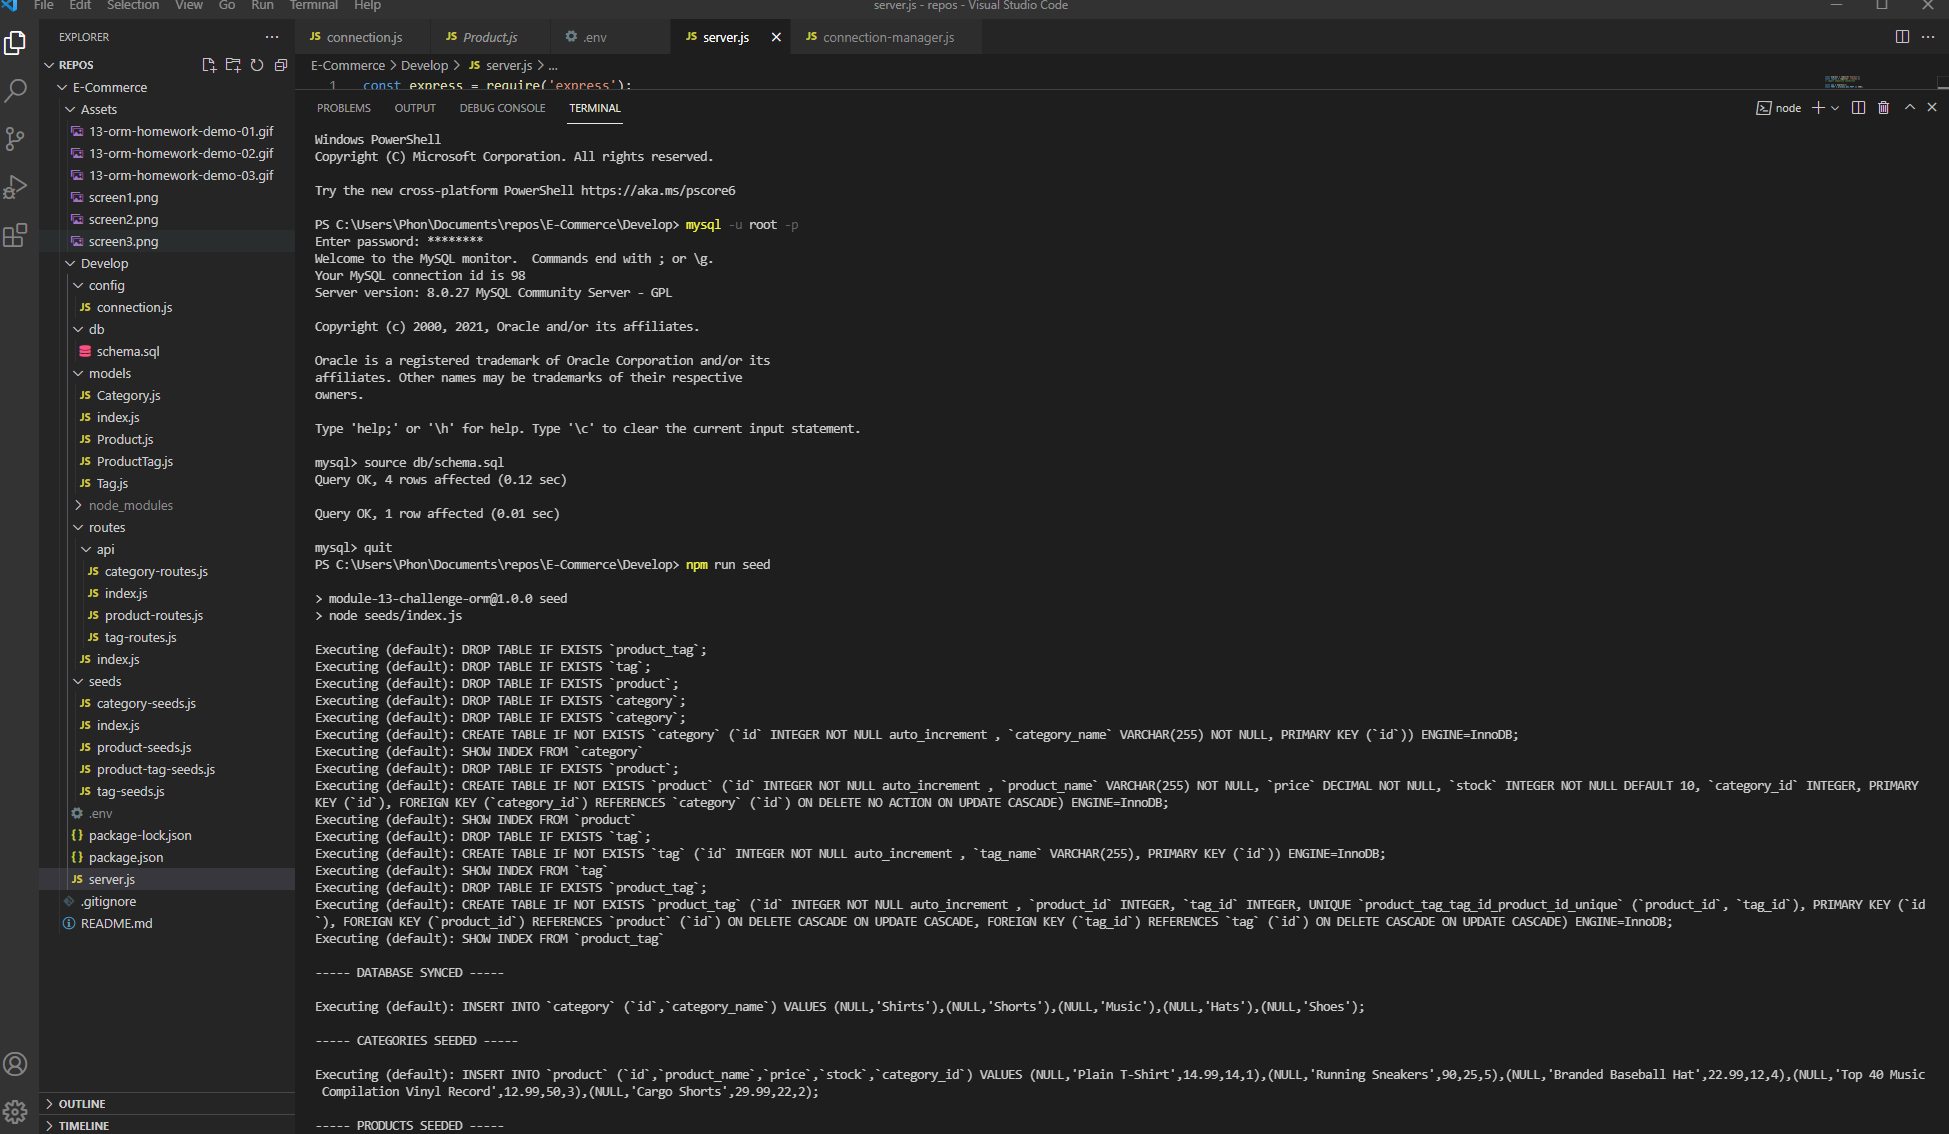 File Edit Selection View Go Run Terminal Help
server.js - repos - Visual Studio Code
EXPLORER
REPOS
E-Commerce
Assets
13-orm-homework-demo-01.gif
13-orm-homework-demo-02.gif
13-orm-homework-demo-03.gif
screen1.png
screen2.png
screen3.png
Develop
config
JS connection.js
db
schema.sql
models
JS Category.js
JS index.js
JS Product.js
JS ProductTag.js
JS Tag.js
node_modules
routes
api
JS category-routes.js
JS index.js
JS product-routes.js
JS tag-routes.js
JS index.js
seeds
JS category-seeds.js
JS index.js
JS product-seeds.js
JS product-tag-seeds.js
JS tag-seeds.js
.env
{} package-lock.json
{} package.json
JS server.js
.gitignore
README.md
OUTLINE
TIMELINE
JS connection.js JS Product.js .env JS server.js JS connection-manager.js
E-Commerce > Develop > JS server.js > ...
1 const express = require('express');
PROBLEMS OUTPUT DEBUG CONSOLE TERMINAL
node
Windows PowerShell
Copyright (C) Microsoft Corporation. All rights reserved.
Try the new cross-platform PowerShell https://aka.ms/pscore6
PS C:\Users\Phon\Documents\repos\E-Commerce\Develop> mysql -u root -p
Enter password: ********
Welcome to the MySQL monitor.  Commands end with ; or \g.
Your MySQL connection id is 98
Server version: 8.0.27 MySQL Community Server - GPL
Copyright (c) 2000, 2021, Oracle and/or its affiliates.
Oracle is a registered trademark of Oracle Corporation and/or its
affiliates. Other names may be trademarks of their respective
owners.
Type 'help;' or '\h' for help. Type '\c' to clear the current input statement.
mysql> source db/schema.sql
Query OK, 4 rows affected (0.12 sec)
Query OK, 1 row affected (0.01 sec)
mysql> quit
PS C:\Users\Phon\Documents\repos\E-Commerce\Develop> npm run seed
> module-13-challenge-orm@1.0.0 seed
> node seeds/index.js
Executing (default): DROP TABLE IF EXISTS `product_tag`;
Executing (default): DROP TABLE IF EXISTS `tag`;
Executing (default): DROP TABLE IF EXISTS `product`;
Executing (default): DROP TABLE IF EXISTS `category`;
Executing (default): DROP TABLE IF EXISTS `category`;
Executing (default): CREATE TABLE IF NOT EXISTS `category` (`id` INTEGER NOT NULL auto_increment , `category_name` VARCHAR(255) NOT NULL, PRIMARY KEY (`id`)) ENGINE=InnoDB;
Executing (default): SHOW INDEX FROM `category`
Executing (default): DROP TABLE IF EXISTS `product`;
Executing (default): CREATE TABLE IF NOT EXISTS `product` (`id` INTEGER NOT NULL auto_increment , `product_name` VARCHAR(255) NOT NULL, `price` DECIMAL NOT NULL, `stock` INTEGER NOT NULL DEFAULT 10, `category_id` INTEGER, PRIMARY
KEY (`id`), FOREIGN KEY (`category_id`) REFERENCES `category` (`id`) ON DELETE NO ACTION ON UPDATE CASCADE) ENGINE=InnoDB;
Executing (default): SHOW INDEX FROM `product`
Executing (default): DROP TABLE IF EXISTS `tag`;
Executing (default): CREATE TABLE IF NOT EXISTS `tag` (`id` INTEGER NOT NULL auto_increment , `tag_name` VARCHAR(255), PRIMARY KEY (`id`)) ENGINE=InnoDB;
Executing (default): SHOW INDEX FROM `tag`
Executing (default): DROP TABLE IF EXISTS `product_tag`;
Executing (default): CREATE TABLE IF NOT EXISTS `product_tag` (`id` INTEGER NOT NULL auto_increment , `product_id` INTEGER, `tag_id` INTEGER, UNIQUE `product_tag_tag_id_product_id_unique` (`product_id`, `tag_id`), PRIMARY KEY (`id
`), FOREIGN KEY (`product_id`) REFERENCES `product` (`id`) ON DELETE CASCADE ON UPDATE CASCADE, FOREIGN KEY (`tag_id`) REFERENCES `tag` (`id`) ON DELETE CASCADE ON UPDATE CASCADE) ENGINE=InnoDB;
Executing (default): SHOW INDEX FROM `product_tag`
----- DATABASE SYNCED -----
Executing (default): INSERT INTO `category` (`id`,`category_name`) VALUES (NULL,'Shirts'),(NULL,'Shorts'),(NULL,'Music'),(NULL,'Hats'),(NULL,'Shoes');
----- CATEGORIES SEEDED -----
Executing (default): INSERT INTO `product` (`id`,`product_name`,`price`,`stock`,`category_id`) VALUES (NULL,'Plain T-Shirt',14.99,14,1),(NULL,'Running Sneakers',90,25,5),(NULL,'Branded Baseball Hat',22.99,12,4),(NULL,'Top 40 Music
Compilation Vinyl Record',12.99,50,3),(NULL,'Cargo Shorts',29.99,22,2);
----- PRODUCTS SEEDED -----